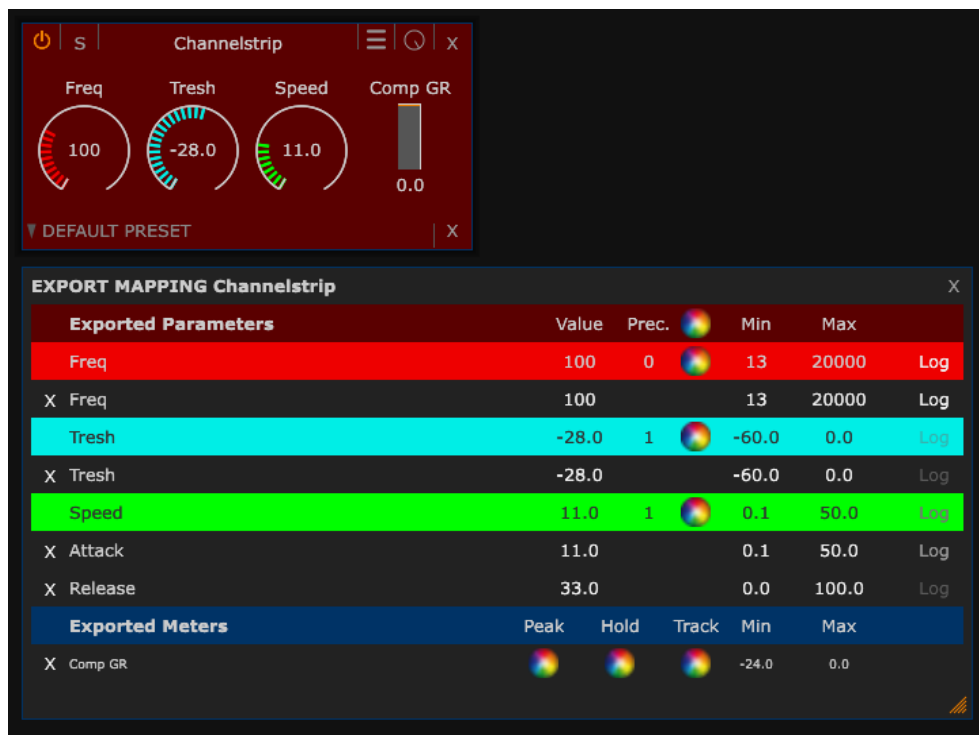 S Channelstrip X
Freq Tresh Speed Comp GR
100 -28.0 11.0
0.0
DEFAULT PRESET X
EXPORT MAPPING Channelstrip X
Exported Parameters Value Prec. Min Max
Freq 100 0 13 20000 Log
X Freq 100 13 20000 Log
Tresh -28.0 1 -60.0 0.0 Log
X Tresh -28.0 -60.0 0.0 Log
Speed 11.0 1 0.1 50.0 Log
X Attack 11.0 0.1 50.0 Log
X Release 33.0 0.0 100.0 Log
Exported Meters Peak Hold Track Min Max
X Comp GR -24.0 0.0